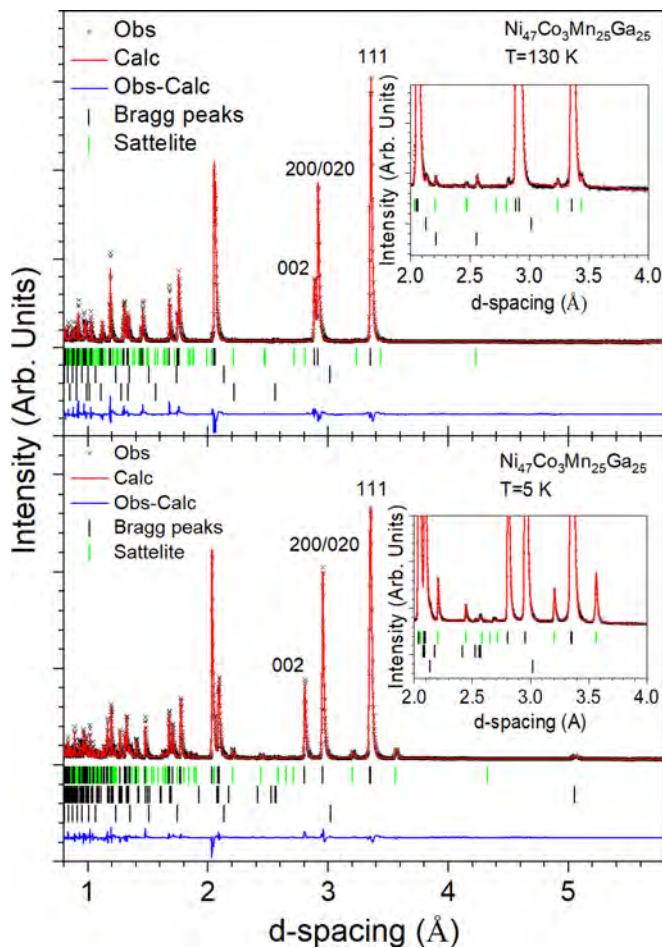 Obs
Calc
Obs-Calc
Bragg peaks
Sattelite
111
200/020
002
Ni47Co3Mn25Ga25
T=130 K
Intensity (Arb. Units)
2.0 2.5 3.0 3.5 4.0
d-spacing (Å)
Intensity (Arb. Units)
Obs
Calc
Obs-Calc
Bragg peaks
Sattelite
111
200/020
002
Ni47Co3Mn25Ga25
T=5 K
Intensity (Arb. Units)
2.0 2.5 3.0 3.5 4.0
d-spacing (A)
1 2 3 4 5
d-spacing (Å)